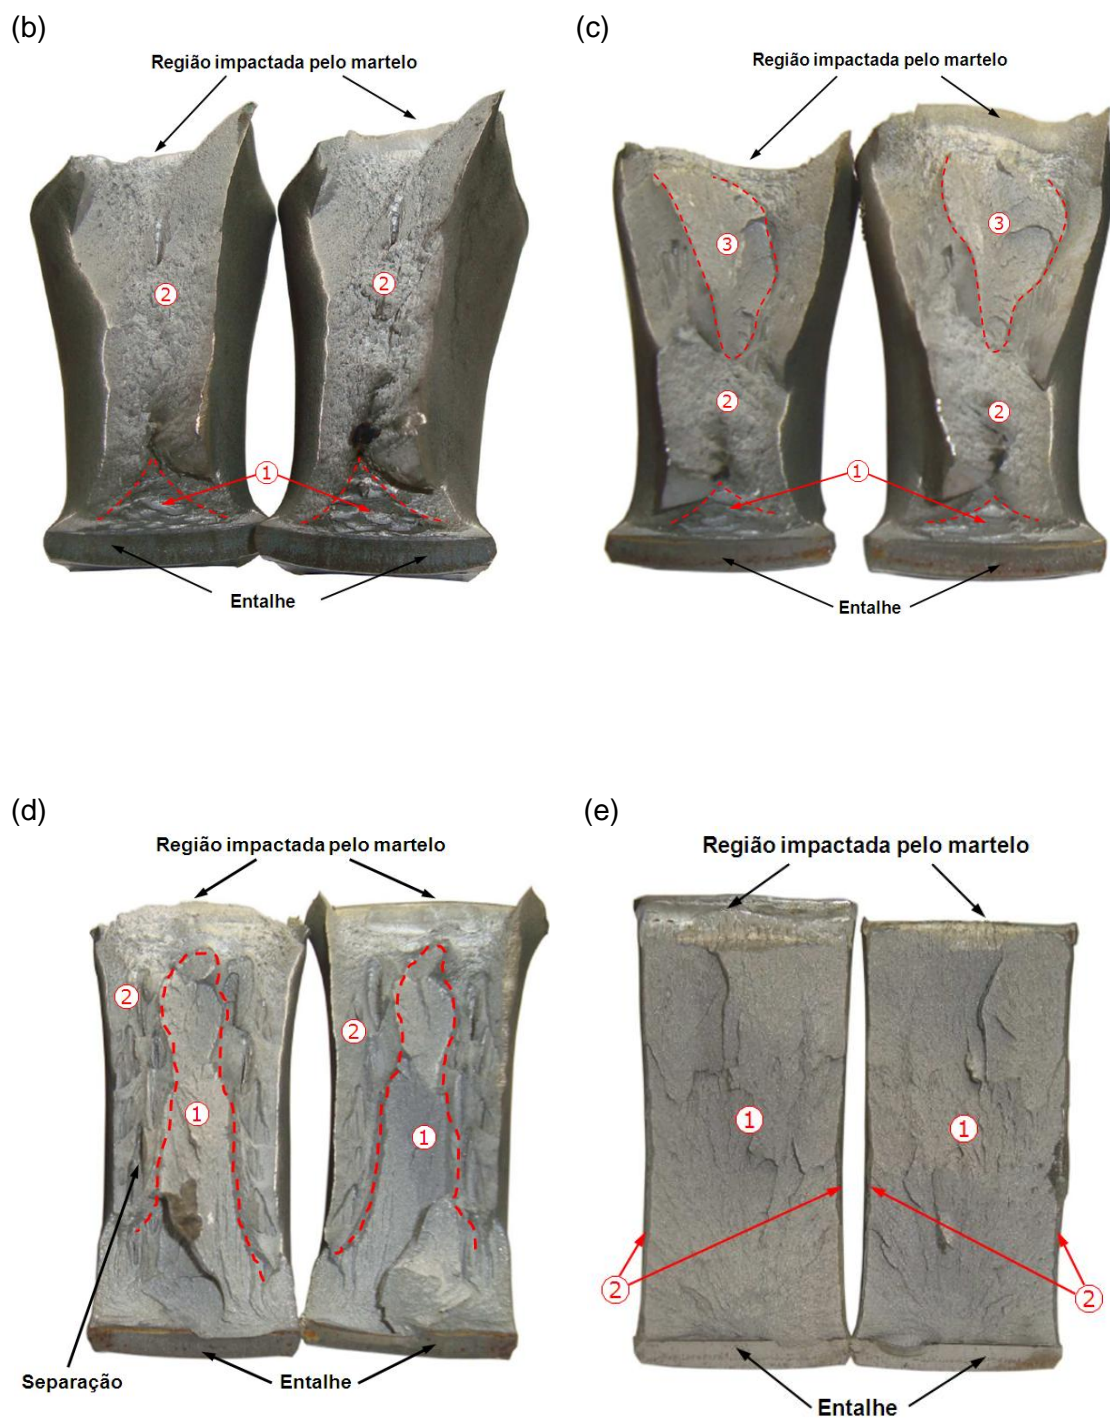 (b)
(c)
Região impactada pelo martelo
Região impactada pelo martelo
3
3
2
2
2
2
1
1
Entalhe
Entalhe
(d)
(e)
Região impactada pelo martelo
Região impactada pelo martelo
2
2
1
1
1
1
2
2
Separação
Entalhe
Entalhe